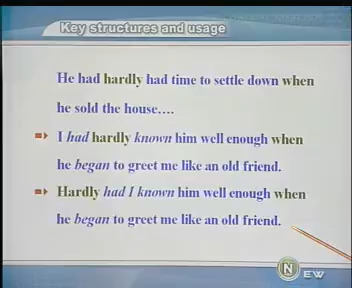 Key structures and usage
He had hardly had time to settle down when
he sold the house....
I had hardly known him well enough when
he began to greet me like an old friend.
Hardly had I known him well enough when
he began to greet me like an old friend.
N EW